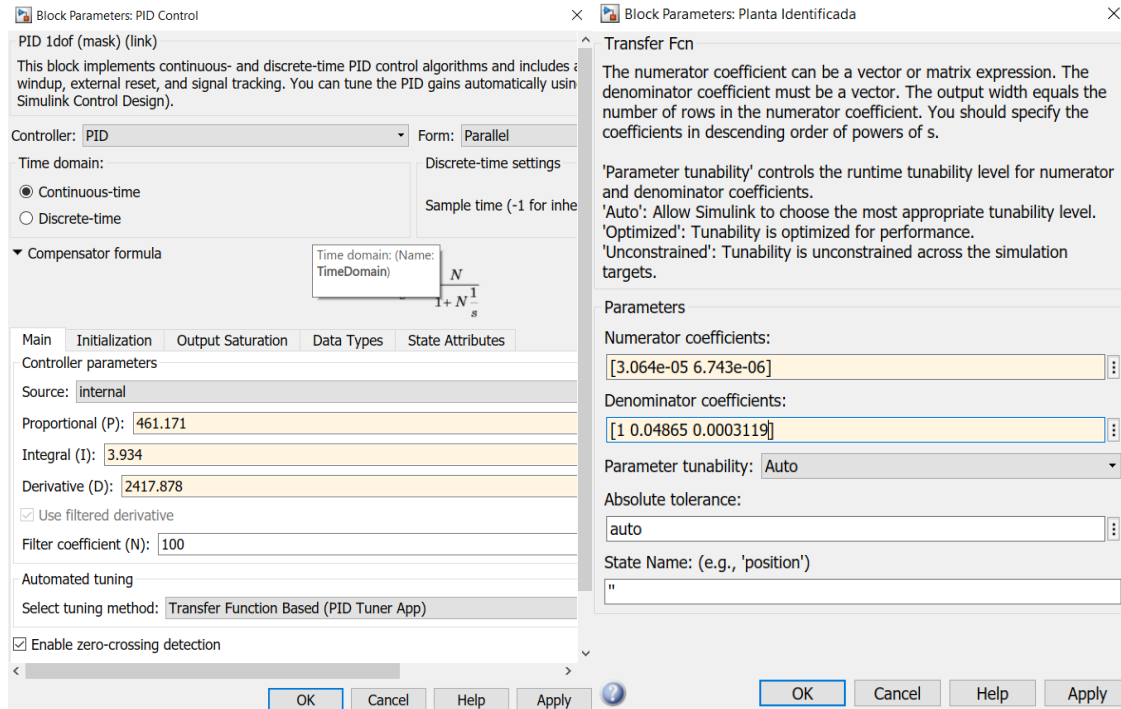 Block Parameters: PID Control
PID 1dof (mask) (link)
This block implements continuous- and discrete-time PID control algorithms and includes
windup, external reset, and signal tracking. You can tune the PID gains automatically
Simulink Control Design).
Controller: PID Form: Parallel
Time domain: Discrete-time settings
Continuous-time
Discrete-time
Sample time (-1 for
Compensator formula
Time domain: (Name:
TimeDomain)
N
1+ N 1
s
Main Initialization Output Saturation Data Types State Attributes
Controller parameters
Source: internal
Proportional (P): 461.171
Integral (I): 3.934
Derivative (D): 2417.878
Use filtered derivative
Filter coefficient (N): 100
Automated tuning
Select tuning method: Transfer Function Based (PID Tuner App)
Enable zero-crossing detection
OK Cancel Help Apply
Block Parameters: Planta Identificada
Transfer Fcn
The numerator coefficient can be a vector or matrix expression. The
denominator coefficient must be a vector. The output width equals the
number of rows in the numerator coefficient. You should specify the
coefficients in descending order of powers of s.
'Parameter tunability' controls the runtime tunability level for numerator
and denominator coefficients.
'Auto': Allow Simulink to choose the most appropriate tunability level.
'Optimized': Tunability is optimized for performance.
'Unconstrained': Tunability is unconstrained across the simulation
targets.
Parameters
Numerator coefficients:
[3.064e-05 6.743e-06]
Denominator coefficients:
[1 0.04865 0.0003119]
Parameter tunability: Auto
Absolute tolerance:
auto
State Name: (e.g., 'position')
''
OK Cancel Help Apply